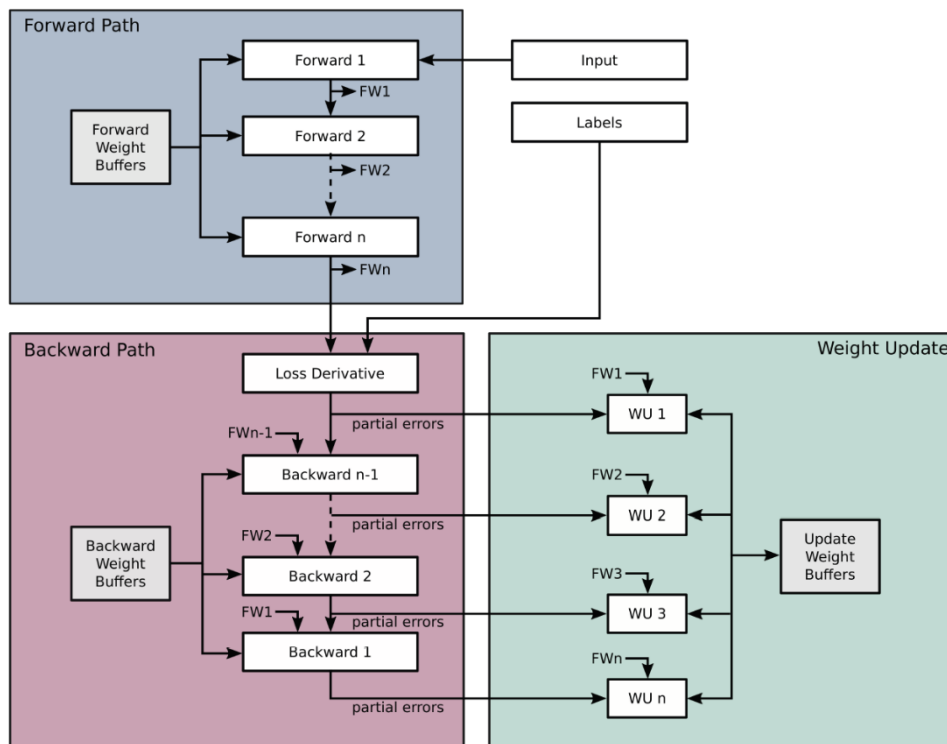 Forward Path
Forward 1
Input
FW1
Labels
Forward
Weight
Buffers
Forward 2
FW2
Forward n
FWn
Backward Path
Loss Derivative
partial errors
FWn-1
Backward n-1
partial errors
FW2
Backward
Weight
Buffers
Backward 2
partial errors
FW1
Backward 1
partial errors
Weight Update
FW1
WU 1
FW2
WU 2
FW3
WU 3
FWn
WU n
Update
Weight
Buffers